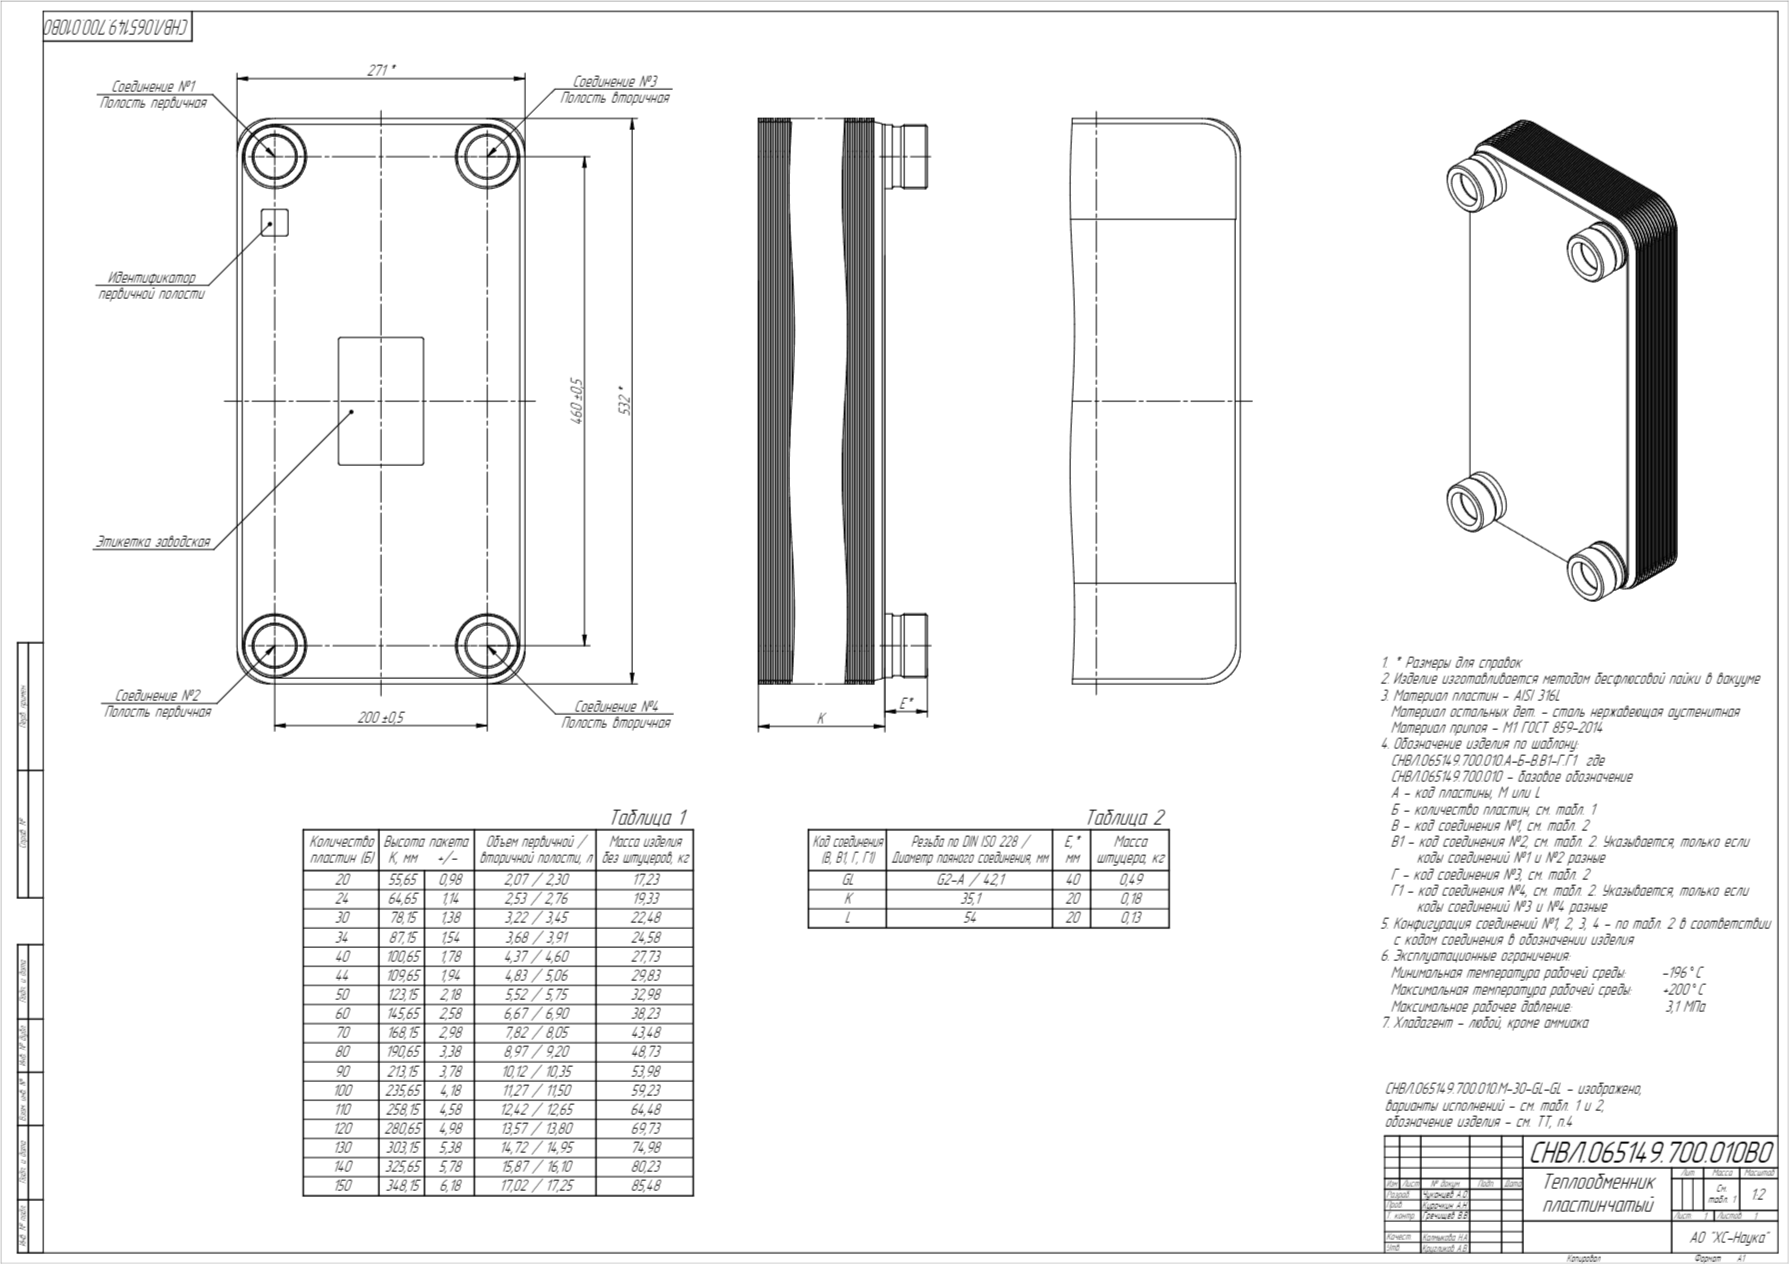 СНВЛ.065149.700.010ВО
271 *
Соединение №1
Полость первичная
Соединение №3
Полость вторичная
Идентификатор
первичной полости
460 ±0,5
532 *
Этикетка заводская
Соединение №2
Полость первичная
200 ±0,5
Соединение №4
Полость вторичная
К
Е*
1. * Размеры для справок
2. Изделие изготавливается методом бесфлюсовой пайки в вакууме
3. Материал пластин – AISI 316L
Материал остальных дет. – сталь нержавеющая аустенитная
Материал припоя – М1 ГОСТ 859-2014
4. Обозначение изделия по шаблону:
СНВЛ.065149.700.010.А-Б-В.В1-Г.Г1 где
СНВЛ.065149.700.010 – базовое обозначение
А – код пластины, М или L
Б – количество пластин, см. табл. 1
В – код соединения №1, см. табл. 2
В1 – код соединения №2, см. табл. 2. Указывается, только если
коды соединений №1 и №2 разные
Г – код соединения №3, см. табл. 2
Г1 – код соединения №4, см. табл. 2. Указывается, только если
коды соединений №3 и №4 разные
5. Конфигурация соединений №1, 2, 3, 4 – по табл. 2 в соответствии
с кодом соединения в обозначении изделия
6. Эксплуатационные ограничения:
Минимальная температура рабочей среды: -196° С
Максимальная температура рабочей среды: +200° С
Максимальное рабочее давление: 3,1 МПа
7. Хладагент – любой, кроме аммиака
Таблица 1
Количество пластин (Б) Высота пакета К, мм +/- Объем первичной / вторичной полости, л Масса изделия без штуцеров, кг
20 55,65 0,98 2,07 / 2,30 17,23
24 64,65 1,14 2,53 / 2,76 19,33
30 78,15 1,38 3,22 / 3,45 22,48
34 87,15 1,54 3,68 / 3,91 24,58
40 100,65 1,78 4,37 / 4,60 27,73
44 109,65 1,94 4,83 / 5,06 29,83
50 123,15 2,18 5,52 / 5,75 32,98
60 145,65 2,58 6,67 / 6,90 38,23
70 168,15 2,98 7,82 / 8,05 43,48
80 190,65 3,38 8,97 / 9,20 48,73
90 213,15 3,78 10,12 / 10,35 53,98
100 235,65 4,18 11,27 / 11,50 59,23
110 258,15 4,58 12,42 / 12,65 64,48
120 280,65 4,98 13,57 / 13,80 69,73
130 303,15 5,38 14,72 / 14,95 74,98
140 325,65 5,78 15,87 / 16,10 80,23
150 348,15 6,18 17,02 / 17,25 85,48
Таблица 2
Код соединения (В, В1, Г, Г1) Резьба по DIN ISO 228 / Диаметр паяного соединения, мм Е,* мм Масса штуцера, кг
GL G2-A / 42,1 40 0,49
K 35,1 20 0,18
L 54 20 0,13
СНВЛ.065149.700.010.М-30-GL-GL – изображено,
варианты исполнений – см. табл. 1 и 2,
обозначение изделия – см. ТТ, п.4
СНВЛ.065149.700.010ВО
Теплообменник
пластинчатый
Лит. Масса Масштаб
См. табл. 1 1:2
Лист 1 Листов 1
АО "ХС-Наука"
Изм. Лист № докум. Подп. Дата
Разраб.
Пров.
Т. контр.
Качест.
Утв.
Копировал Формат А1
Перв. примен.
Справ. №
Подп. и дата
Инв. № дубл.
Взам. инв. №
Подп. и дата
Инв. № подл.